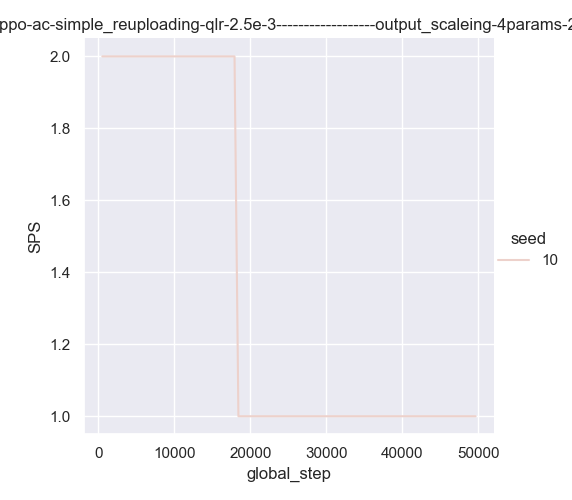 ppo-ac-simple_reuploading-qlr-2.5e-3------------------output_scaleing-4params-2
2.0
1.8
1.6
1.4
1.2
1.0
SPS
0 10000 20000 30000 40000 50000
global_step
seed
10